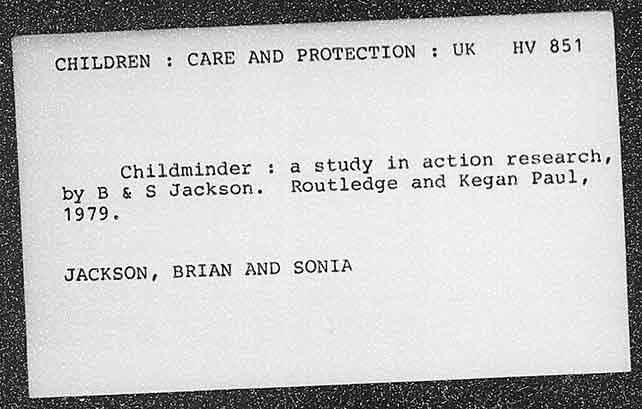 CHILDREN : CARE AND PROTECTION : UK HV 851
Childminder : a study in action research,
by B & S Jackson. Routledge and Kegan Paul,
1979.
JACKSON, BRIAN AND SONIA